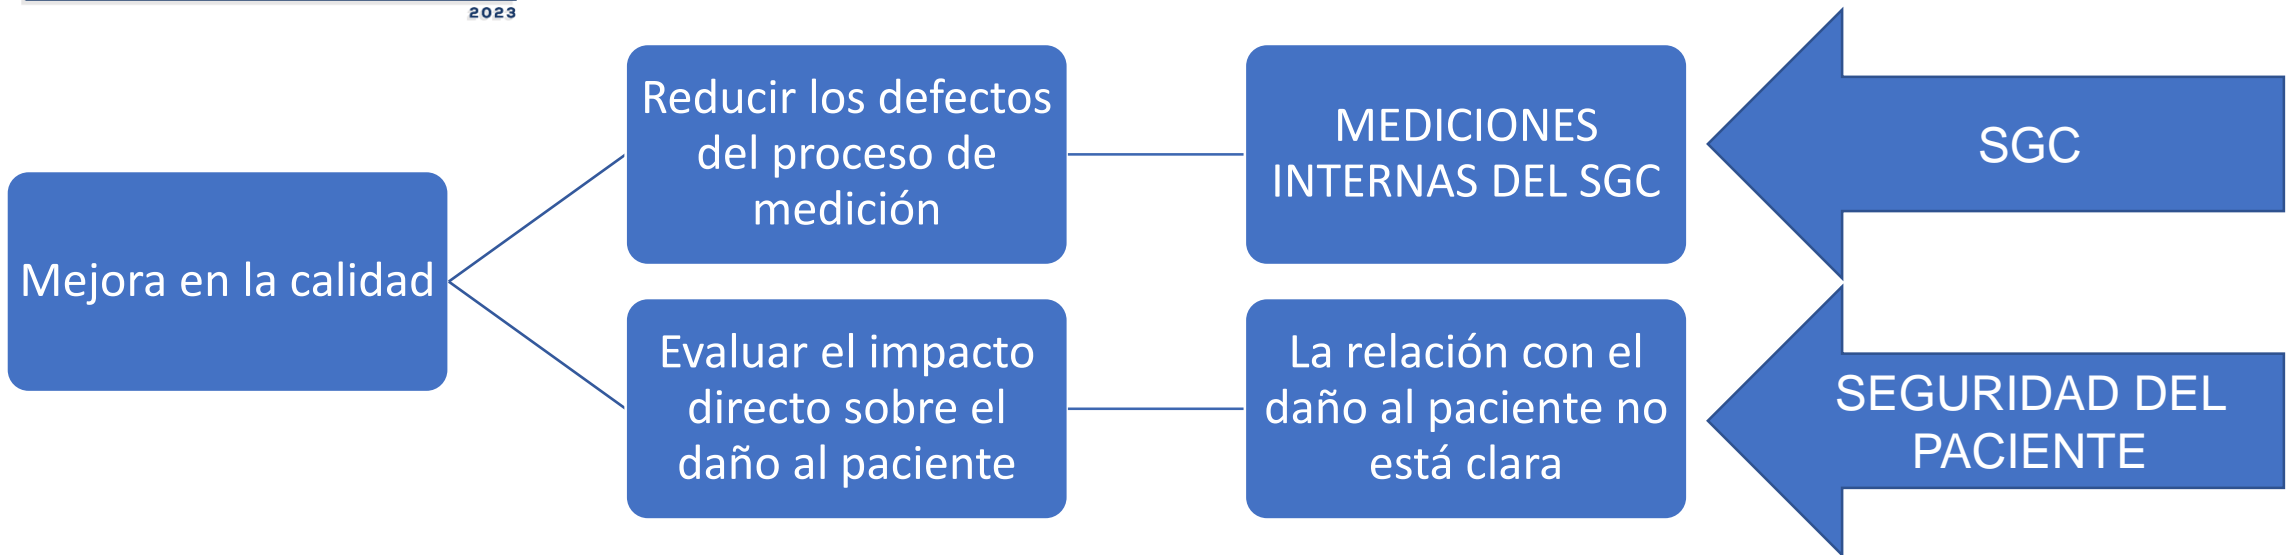 2023
Mejora en la calidad
Reducir los defectos
del proceso de
medición
MEDICIONES
INTERNAS DEL SGC
SGC
Evaluar el impacto
directo sobre el
daño al paciente
La relación con el
daño al paciente no
está clara
SEGURIDAD DEL
PACIENTE